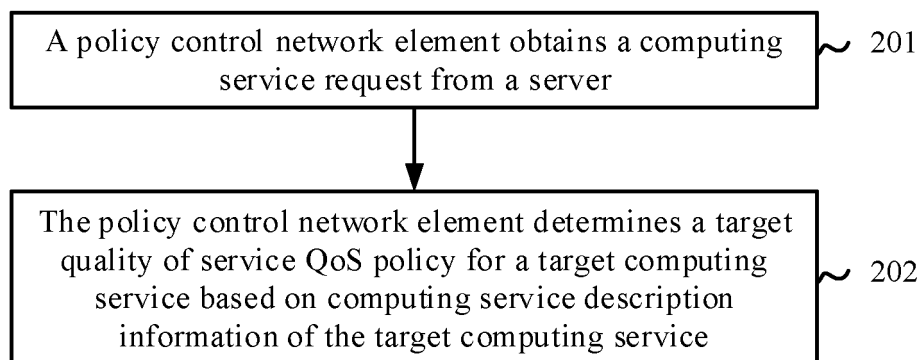 A policy control network element obtains a computing
service request from a server
201
The policy control network element determines a target
quality of service QoS policy for a target computing
service based on computing service description
information of the target computing service
202